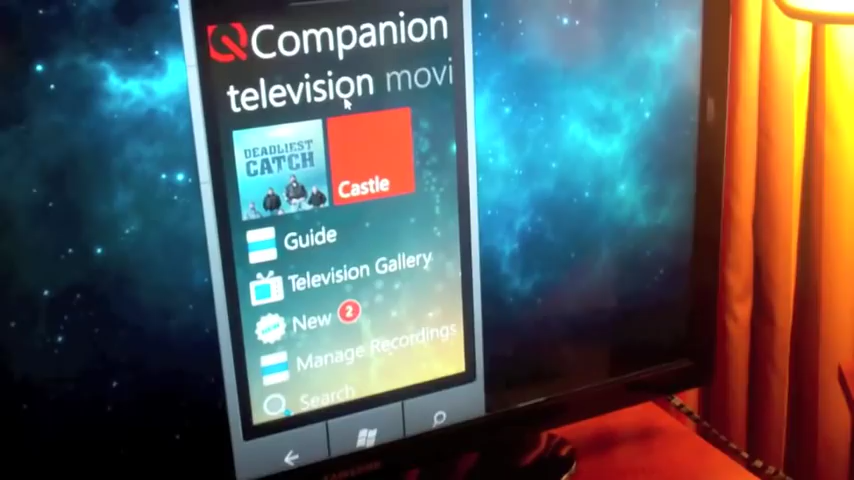 Companion
television movi
DEADLIEST
CATCH
Castle
Guide
Television Gallery
New 2
Manage Recordings
Search